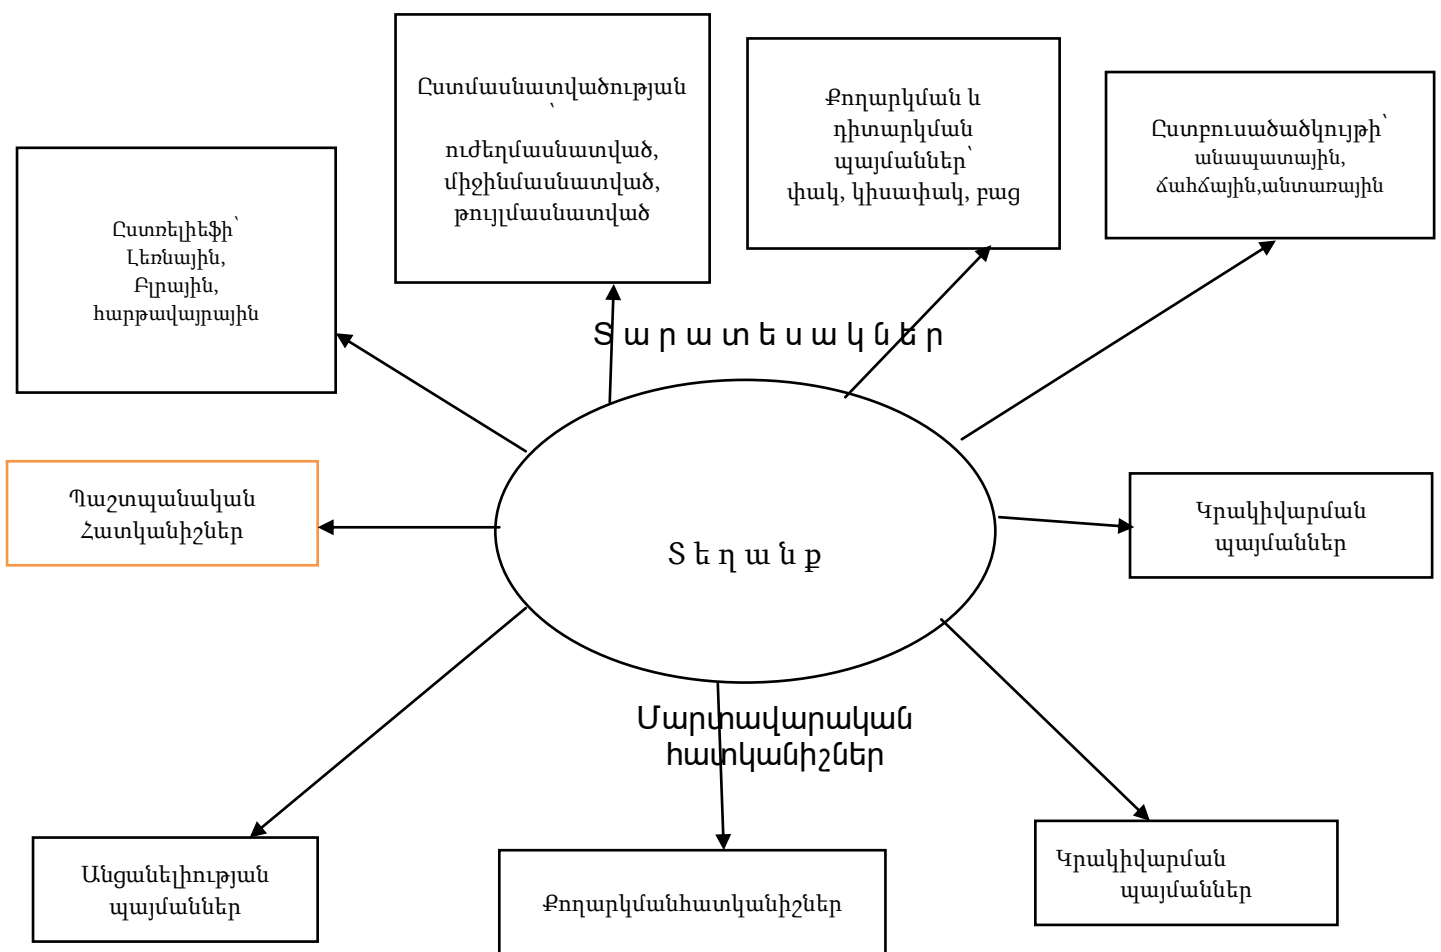 Ըստմասնատվածության
՝
ուժեղմասնատված,
միջինմասնատված,
թույլմասնատված
Քողարկման և
դիտարկման
պայմաններ՝
փակ, կիսափակ, բաց
Ըստբուսածածկույթի՝
անապատային,
ճահճային,անտառային
Ըստռելիեֆի՝
Լեռնային,
Բլրային,
հարթավայրային
Տ ա ր ա տ ե ս ա կ ն ե ր
Պաշտպանական
Հատկանիշներ
Տ ե ղ ա ն ք
Կրակիվարման
պայմաններ
Մարտավարական
հատկանիշներ
Անցանելիության
պայմաններ
Քողարկմանհատկանիշներ
Կրակիվարման
պայմաններ